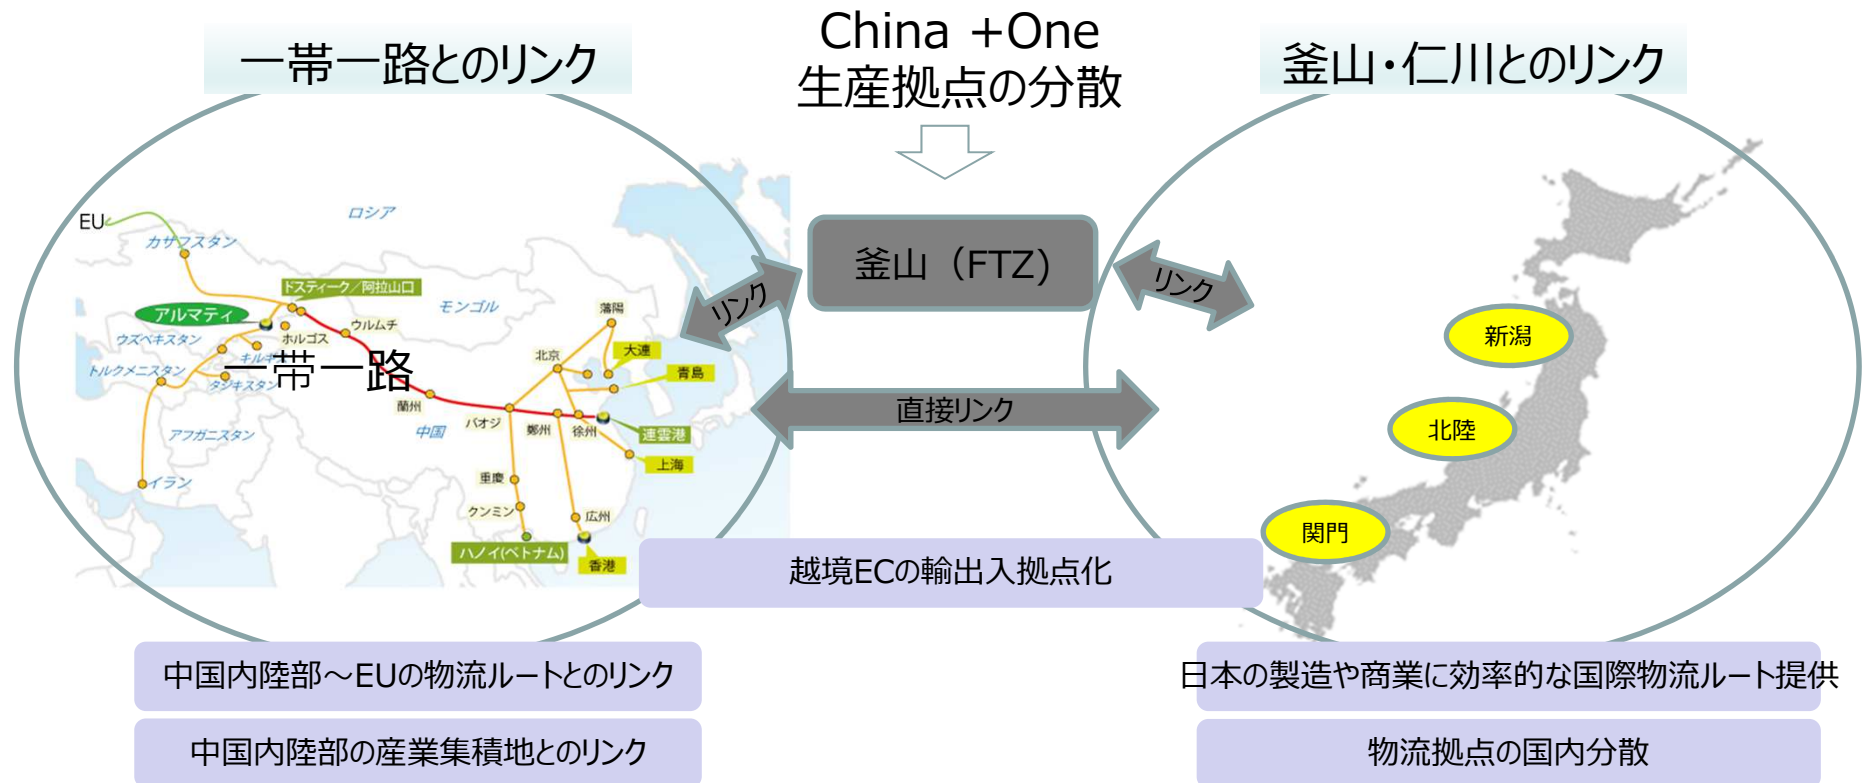 China +One
生産拠点の分散
一帯一路とのリンク
釜山・仁川とのリンク
EU
ロシア
カザフスタン
釜山（FTZ)
リンク
リンク
ドスティーク／阿拉山口
モンゴル
アルマティ
藩陽
ウルムチ
ホルゴス
ウズベキスタン
新潟
大連
北京
キルギス
トルクメニスタン
一帯一路
青島
タジキスタン
蘭州
直接リンク
バオジ
鄭州
徐州
連雲港
中国
アフガニスタン
北陸
上海
重慶
イラン
クンミン
広州
関門
ハノイ(ベトナム)
香港
越境ECの輸出入拠点化
中国内陸部～EUの物流ルートとのリンク
日本の製造や商業に効率的な国際物流ルート提供
中国内陸部の産業集積地とのリンク
物流拠点の国内分散